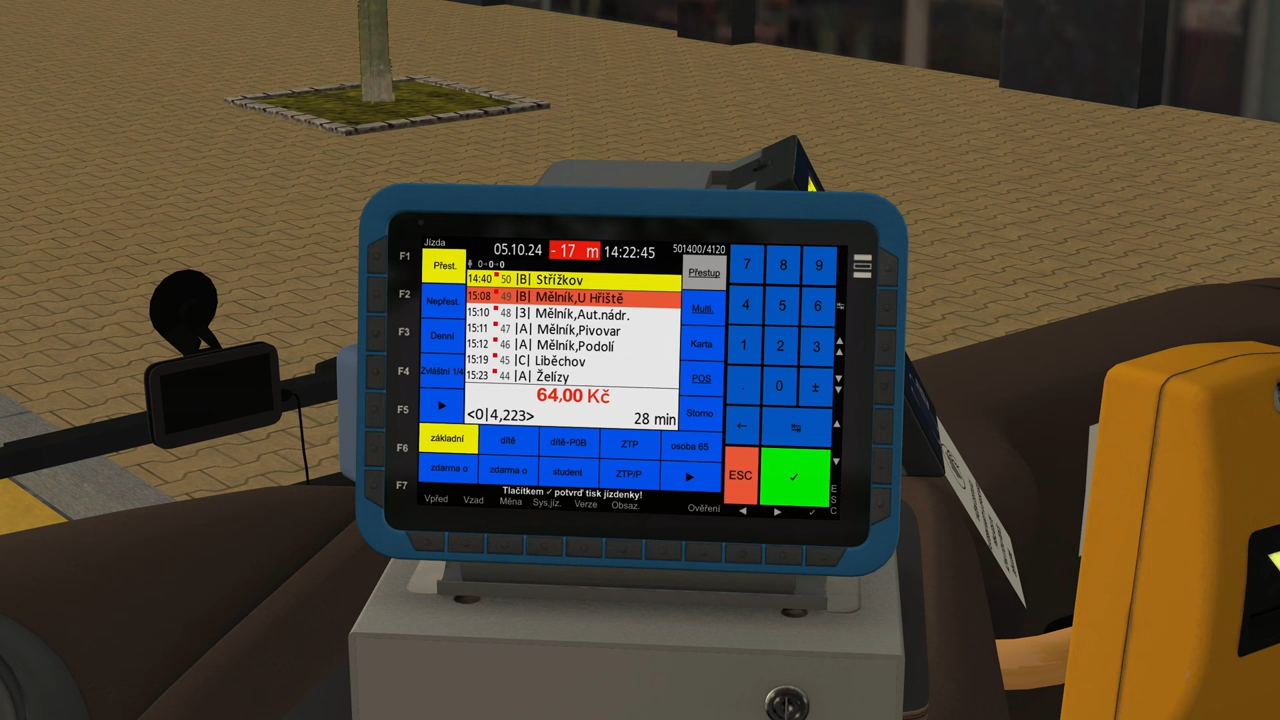 Jízda
05.10.24 - 17 m 14:22:45 501400/4120
0-0-0
F1 Přest.
14:40 50 |B| Střížkov
Přestup
7 8 9
F2 Nepřest.
15:08 49 |B| Mělník,U Hřiště
15:10 48 |3| Mělník,Aut.nádr.
Multi.
4 5 6
F3 Denní
15:11 47 |A| Mělník,Pivovar
15:12 46 |A| Mělník,Podolí
Karta
1 2 3
F4 Zvláštní 1/4
15:19 45 |C| Liběchov
15:23 44 |A| Želízy
POS
. 0 ±
F5 ►
64,00 Kč
<0|4,223> 28 min
Storno
←
F6 základní dítě dítě-P0B ZTP osoba 65
zdarma o zdarma o student ZTP/P ►
ESC ✓
F7
Tlačítkem ✓ potvrď tisk jízdenky!
Vpřed Vzad Měna Sys.jíz. Verze Obsaz. Ověření ◄ ► ✓
ESC